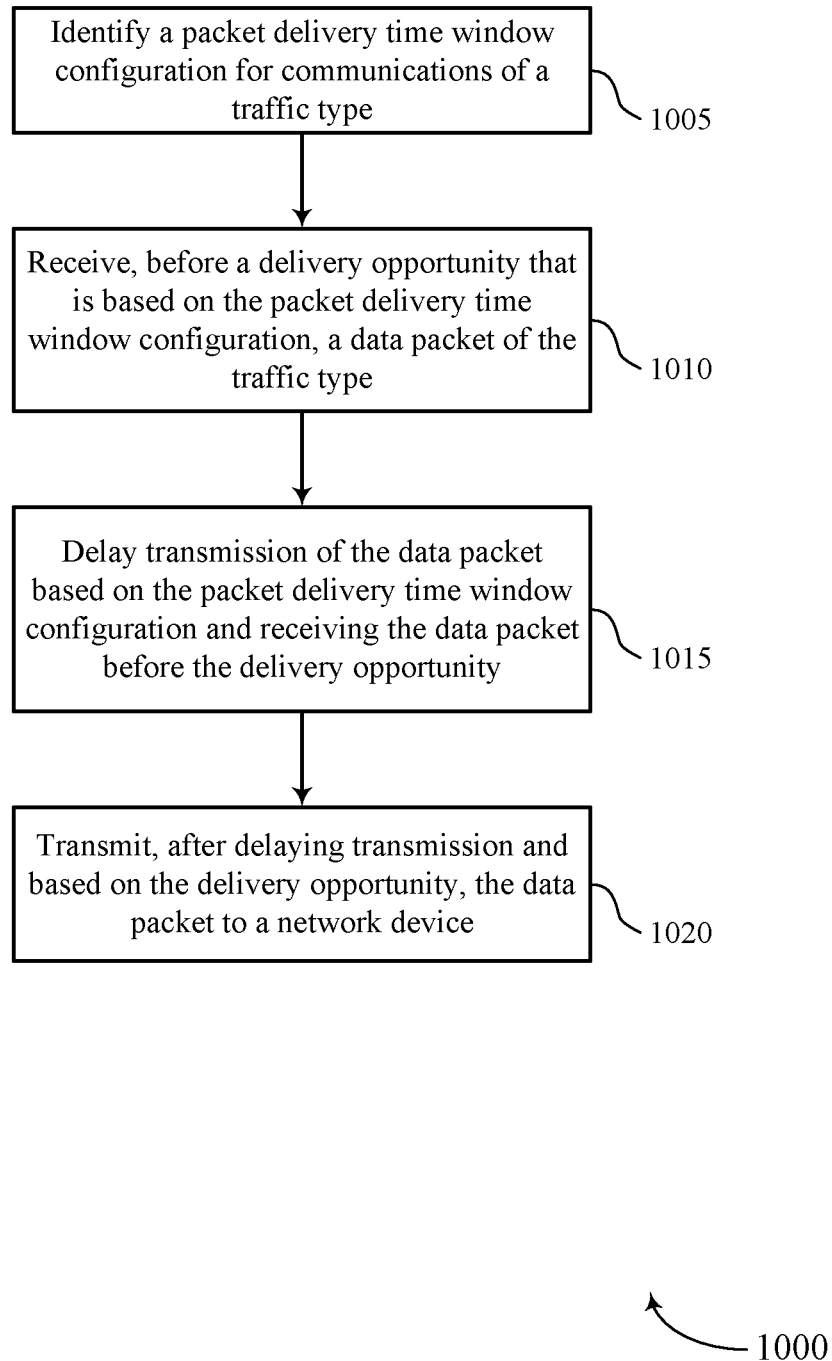 Identify a packet delivery time window
configuration for communications of a
traffic type
1005
Receive, before a delivery opportunity that
is based on the packet delivery time
window configuration, a data packet of the
traffic type
1010
Delay transmission of the data packet
based on the packet delivery time window
configuration and receiving the data packet
before the delivery opportunity
1015
Transmit, after delaying transmission and
based on the delivery opportunity, the data
packet to a network device
1020
1000